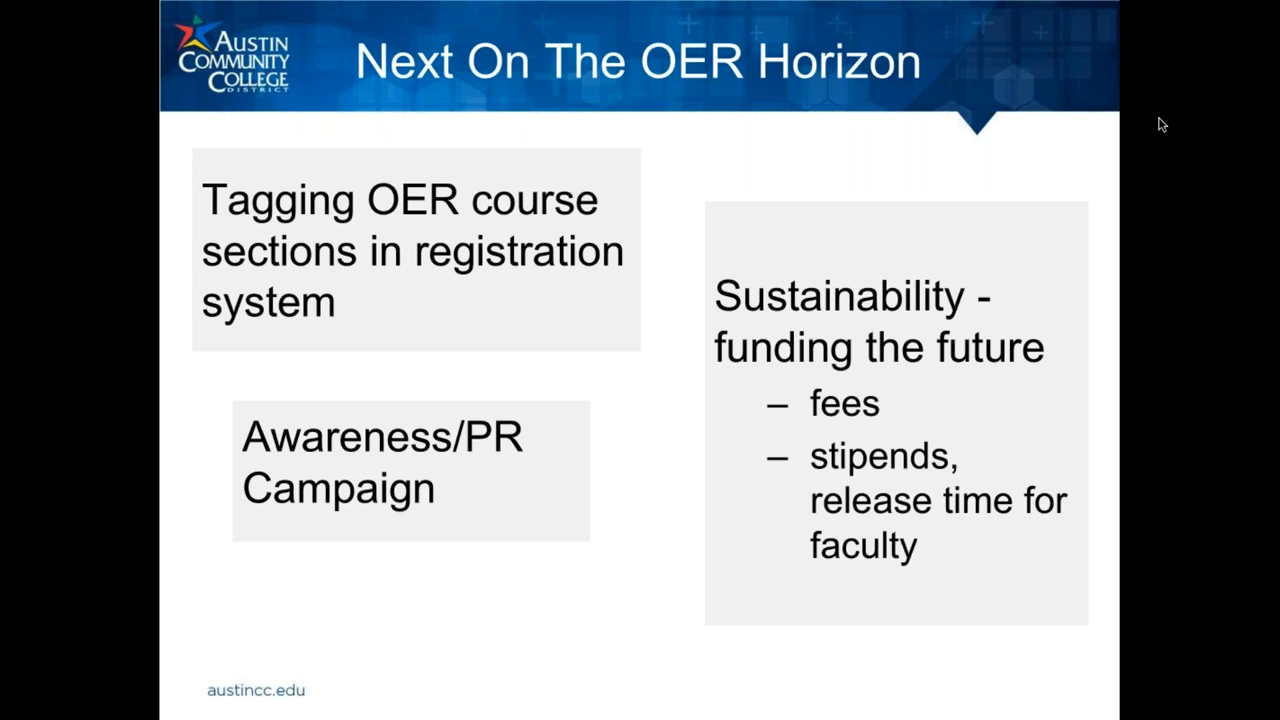 AUSTIN
COMMUNITY
COLLEGE
DISTRICT
Next On The OER Horizon
Tagging OER course
sections in registration
system
Awareness/PR
Campaign
Sustainability -
funding the future
– fees
– stipends,
release time for
faculty
austincc.edu